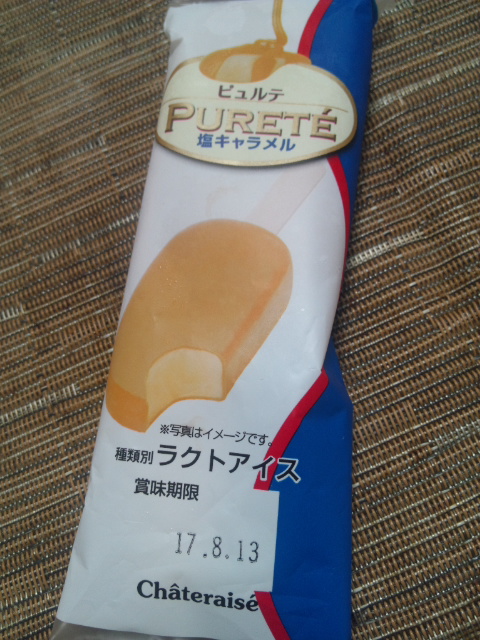 ピュルテ
PURETÉ
塩キャラメル
※写真はイメージです。
種類別 ラクトアイス
賞味期限
17.8.13
Châteraisé